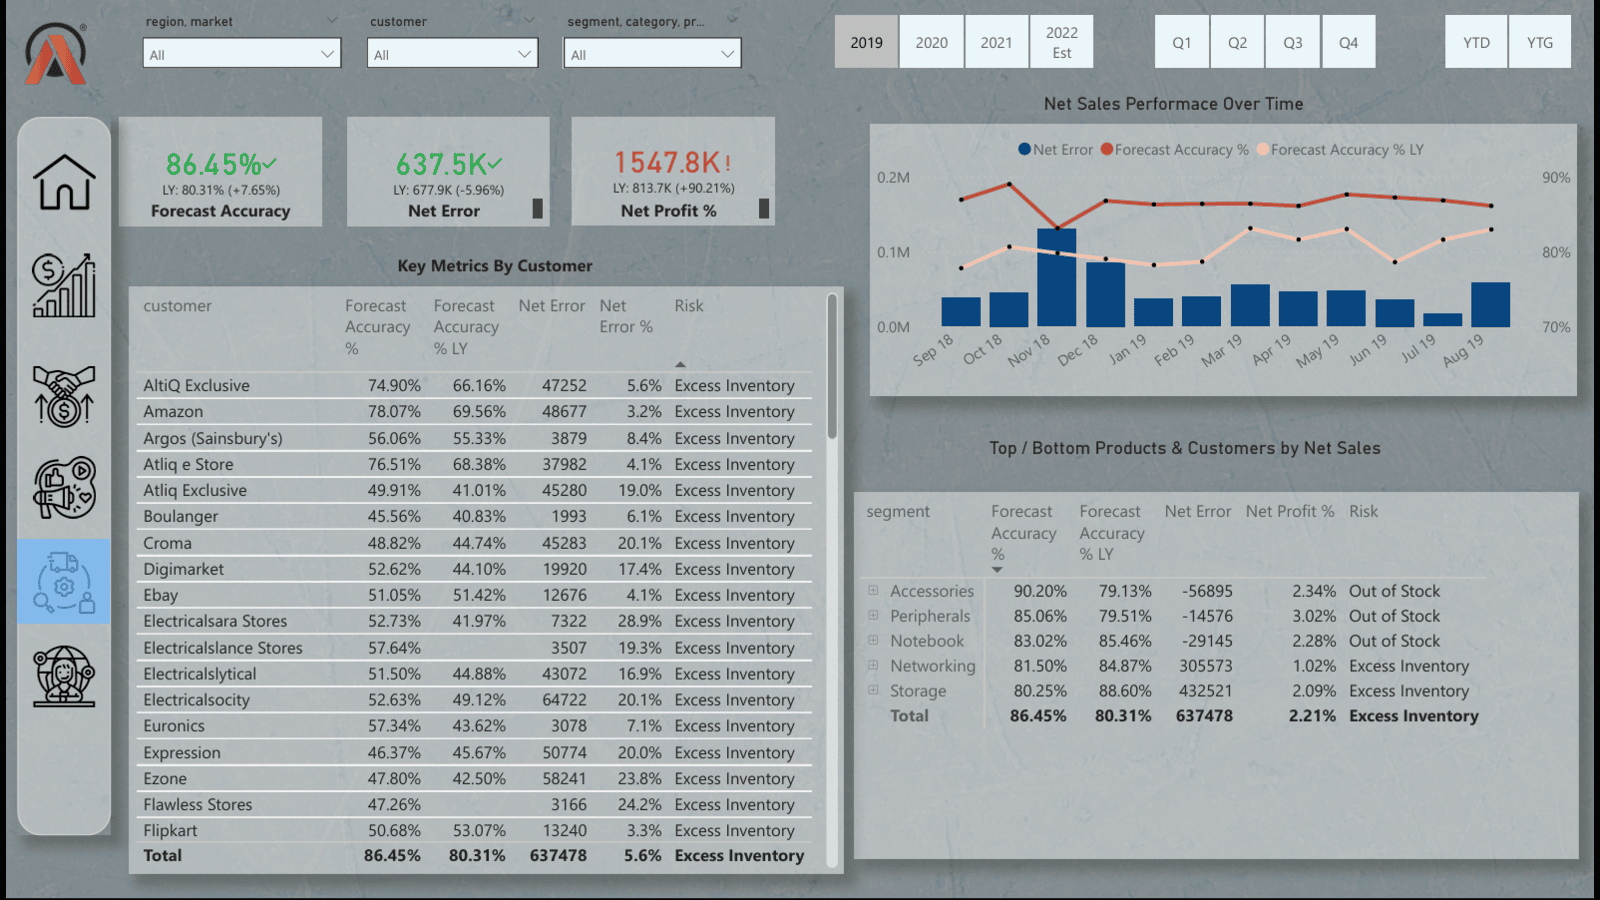 region, market
customer
segment, category, pr...
All
All
All
2019
2020
2021
2022
Est
Q1
Q2
Q3
Q4
YTD
YTG
86.45%
LY: 80.31% (+7.65%)
Forecast Accuracy
637.5K
LY: 677.9K (-5.96%)
Net Error
1547.8K!
LY: 813.7K (+90.21%)
Net Profit %
Net Sales Performace Over Time
Net Error Forecast Accuracy % Forecast Accuracy % LY
0.2M
0.1M
0.0M
90%
80%
70%
Sep 18
Oct 18
Nov 18
Dec 18
Jan 19
Feb 19
Mar 19
Apr 19
May 19
Jun 19
Jul 19
Aug 19
Key Metrics By Customer
customer Forecast Accuracy % Forecast Accuracy % LY Net Error Net Error % Risk
AltiQ Exclusive 74.90% 66.16% 47252 5.6% Excess Inventory
Amazon 78.07% 69.56% 48677 3.2% Excess Inventory
Argos (Sainsbury's) 56.06% 55.33% 3879 8.4% Excess Inventory
Atliq e Store 76.51% 68.38% 37982 4.1% Excess Inventory
Atliq Exclusive 49.91% 41.01% 45280 19.0% Excess Inventory
Boulanger 45.56% 40.83% 1993 6.1% Excess Inventory
Croma 48.82% 44.74% 45283 20.1% Excess Inventory
Digimarket 52.62% 44.10% 19920 17.4% Excess Inventory
Ebay 51.05% 51.42% 12676 4.1% Excess Inventory
Electricalsara Stores 52.73% 41.97% 7322 28.9% Excess Inventory
Electricalslance Stores 57.64% 3507 19.3% Excess Inventory
Electricalslytical 51.50% 44.88% 43072 16.9% Excess Inventory
Electricalsocity 52.63% 49.12% 64722 20.1% Excess Inventory
Euronics 57.34% 43.62% 3078 7.1% Excess Inventory
Expression 46.37% 45.67% 50774 20.0% Excess Inventory
Ezone 47.80% 42.50% 58241 23.8% Excess Inventory
Flawless Stores 47.26% 3166 24.2% Excess Inventory
Flipkart 50.68% 53.07% 13240 3.3% Excess Inventory
Total 86.45% 80.31% 637478 5.6% Excess Inventory
Top / Bottom Products & Customers by Net Sales
segment Forecast Accuracy % Forecast Accuracy % LY Net Error Net Profit % Risk
Accessories 90.20% 79.13% -56895 2.34% Out of Stock
Peripherals 85.06% 79.51% -14576 3.02% Out of Stock
Notebook 83.02% 85.46% -29145 2.28% Out of Stock
Networking 81.50% 84.87% 305573 1.02% Excess Inventory
Storage 80.25% 88.60% 432521 2.09% Excess Inventory
Total 86.45% 80.31% 637478 2.21% Excess Inventory